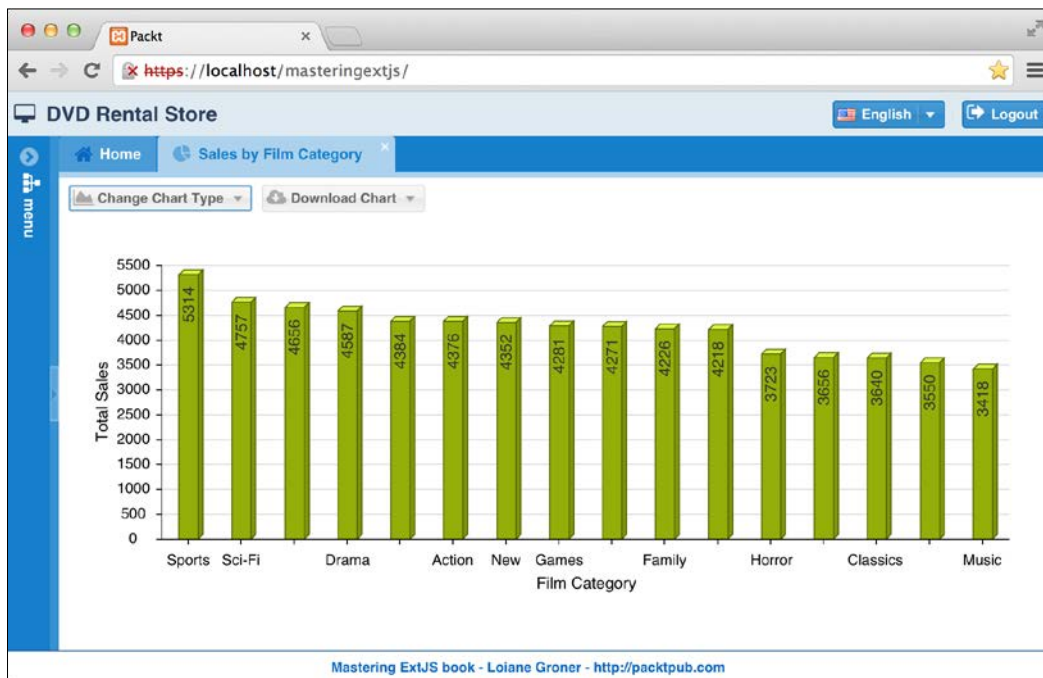 Packt
https://localhost/masteringextjs/
DVD Rental Store
English
Logout
menu
Home
Sales by Film Category
Change Chart Type
Download Chart
Total Sales
5500
5000
4500
4000
3500
3000
2500
2000
1500
1000
500
0
5314
4757
4656
4587
4384
4376
4352
4281
4271
4226
4218
3723
3656
3640
3550
3418
Sports Sci-Fi Drama Action New Games Family Horror Classics Music
Film Category
Mastering ExtJS book - Loiane Groner - http://packtpub.com